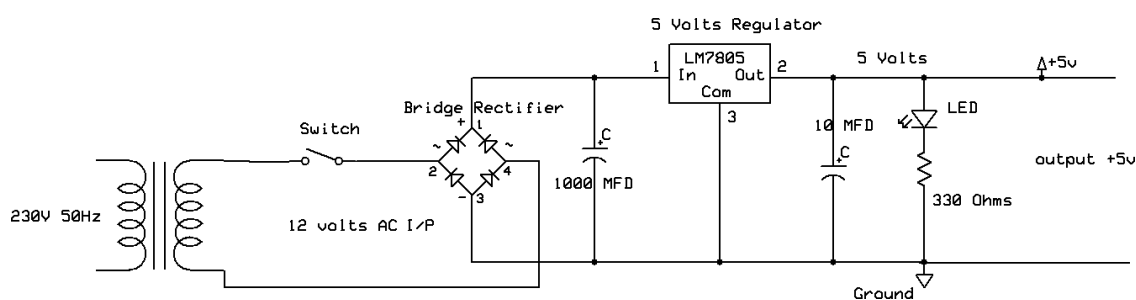 5 Volts Regulator
LM7805
1 In Out 2
Com
3
5 Volts
+5v
Bridge Rectifier
+ 1
~ ~
2 4
- 3
Switch
C
+
1000 MFD
10 MFD
+
C
LED
330 Ohms
output +5v
230V 50Hz
12 volts AC I/P
Ground